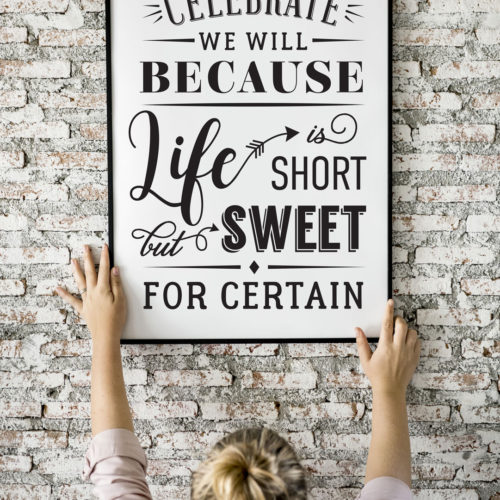 CELEBRATE
WE WILL
BECAUSE
Life is
SHORT
but SWEET
FOR CERTAIN